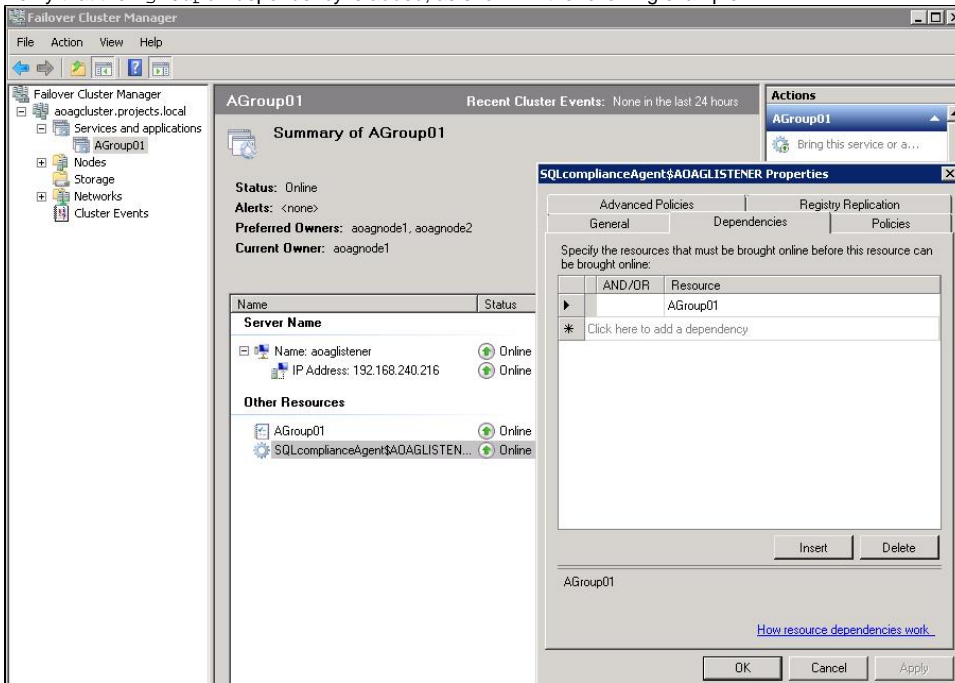 Failover Cluster Manager
File Action View Help
Failover Cluster Manager
aoagcluster.projects.local
Services and applications
AGroup01
Nodes
Storage
Networks
Cluster Events
AGroup01
Recent Cluster Events: None in the last 24 hours
Summary of AGroup01
Status: Online
Alerts: <none>
Preferred Owners: aoagnode1, aoagnode2
Current Owner: aoagnode1
Name Status
Server Name
Name: aoaglistener Online
IP Address: 192.168.240.216 Online
Other Resources
AGroup01 Online
SQLcomplianceAgent$AOAGLISTEN... Online
Actions
AGroup01
Bring this service or a...
SQLcomplianceAgent$AOAGLISTENER Properties
Advanced Policies Registry Replication
General Dependencies Policies
Specify the resources that must be brought online before this resource can
be brought online:
AND/OR Resource
AGroup01
Click here to add a dependency
Insert Delete
AGroup01
How resource dependencies work
OK Cancel Apply